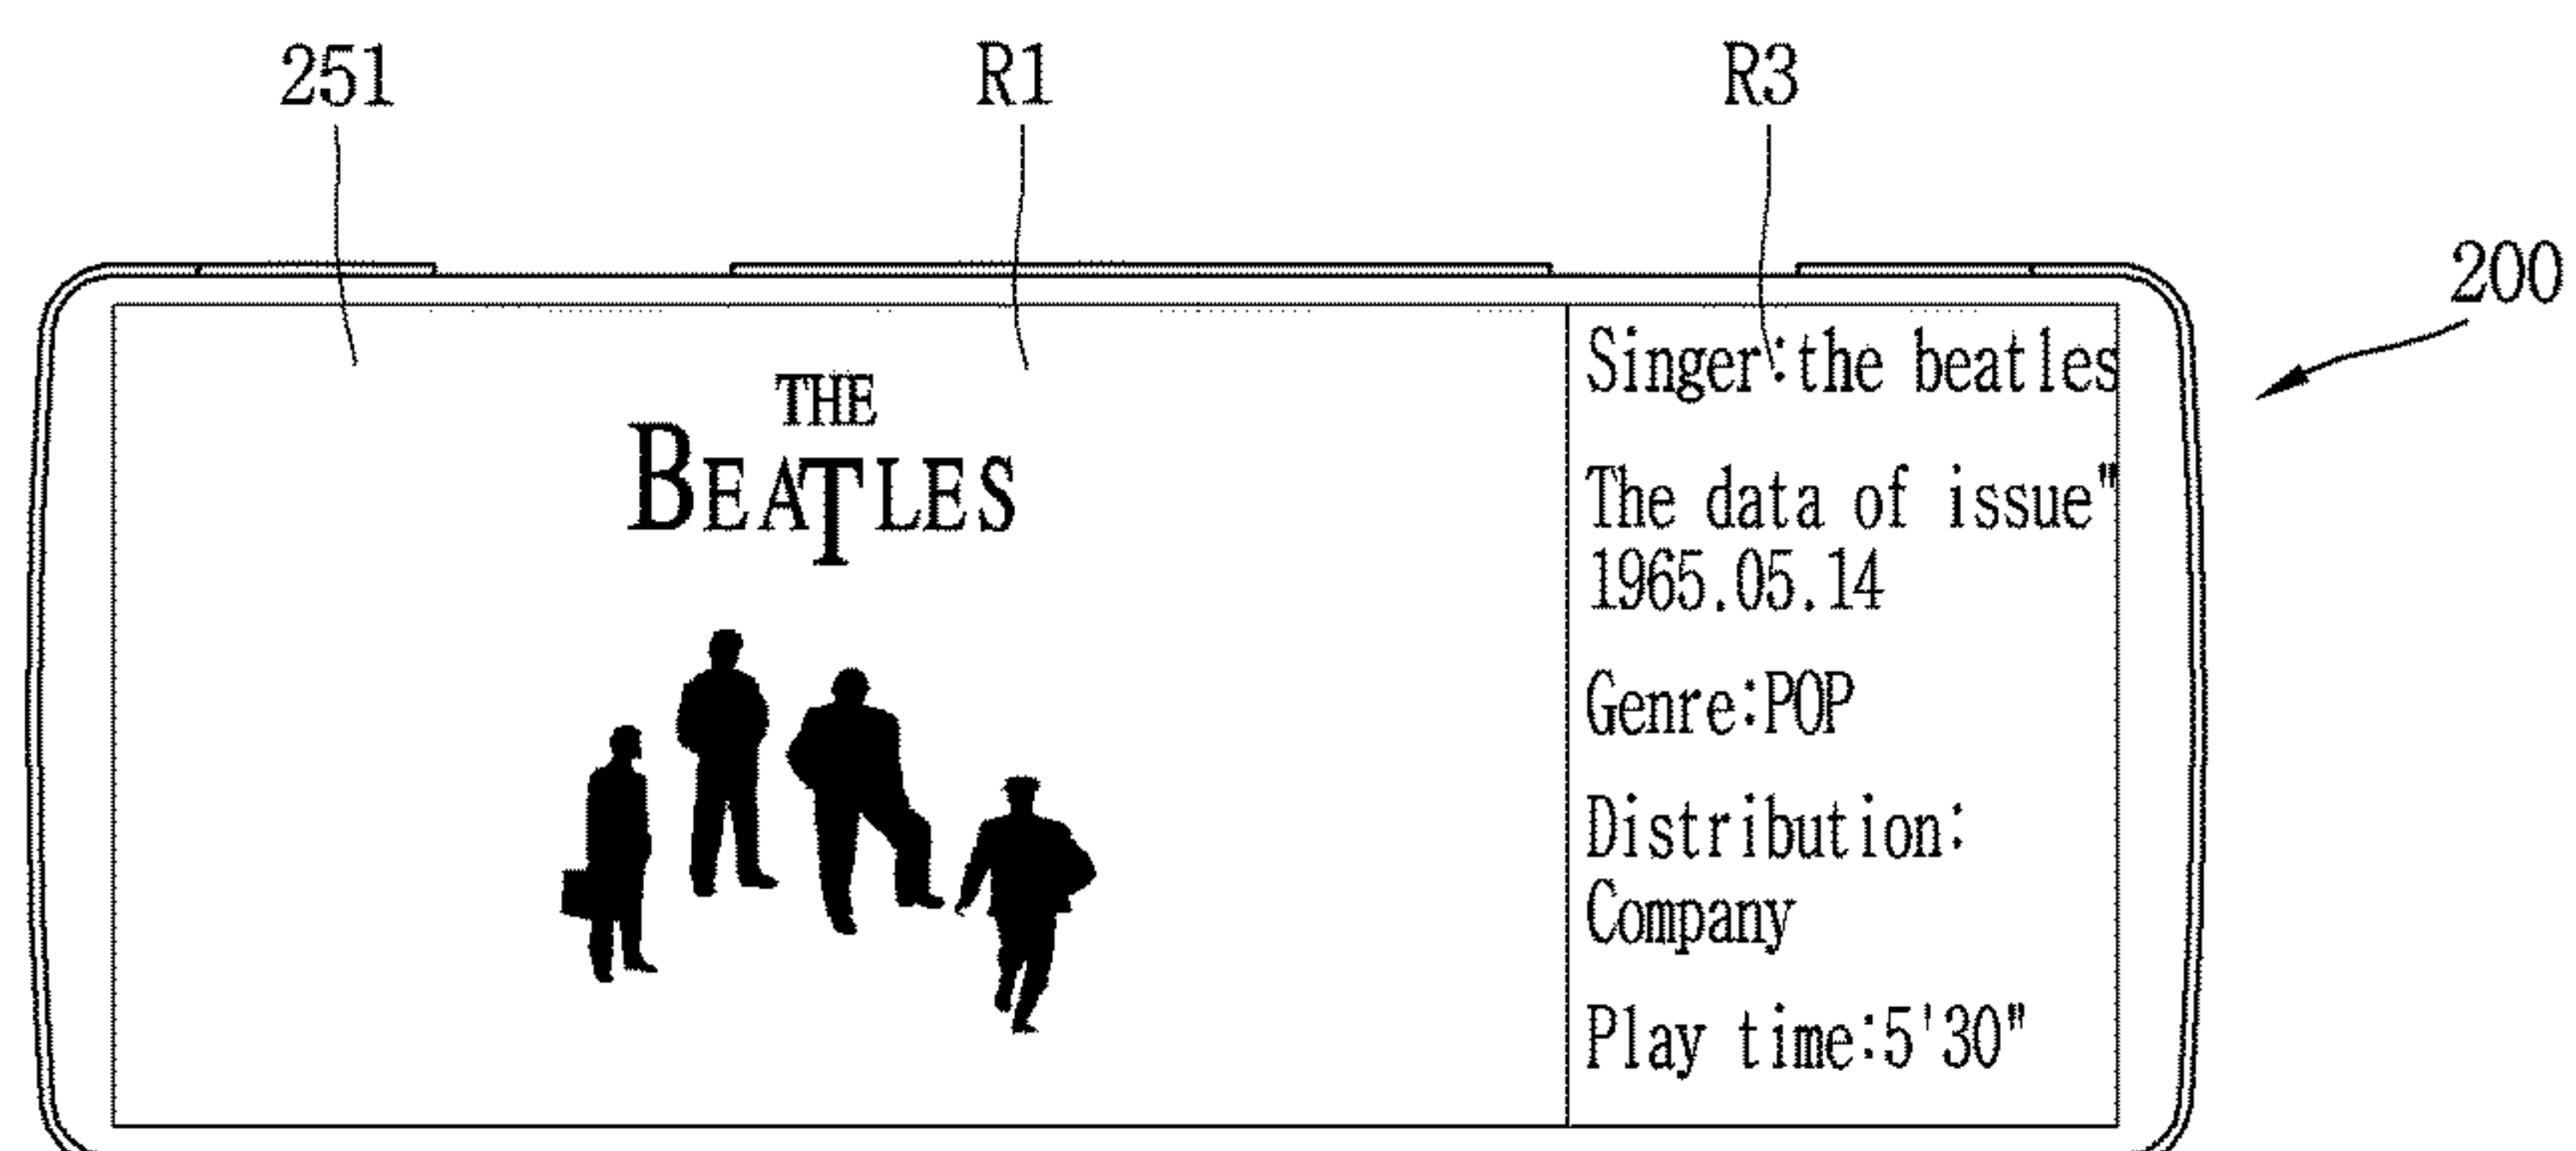 251
R1
R3
200
THE
BEATLES
Singer:the beatles
The data of issue"
1965.05.14
Genre:POP
Distribution:
Company
Play time:5'30"